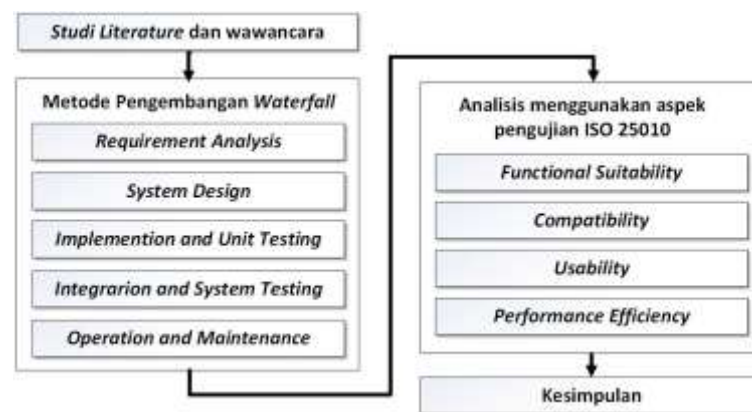 Studi Literature dan wawancara
Metode Pengembangan Waterfall
Requirement Analysis
System Design
Implemention and Unit Testing
Integrarion and System Testing
Operation and Maintenance
Analisis menggunakan aspek
pengujian ISO 25010
Functional Suitability
Compatibility
Usability
Performance Efficiency
Kesimpulan